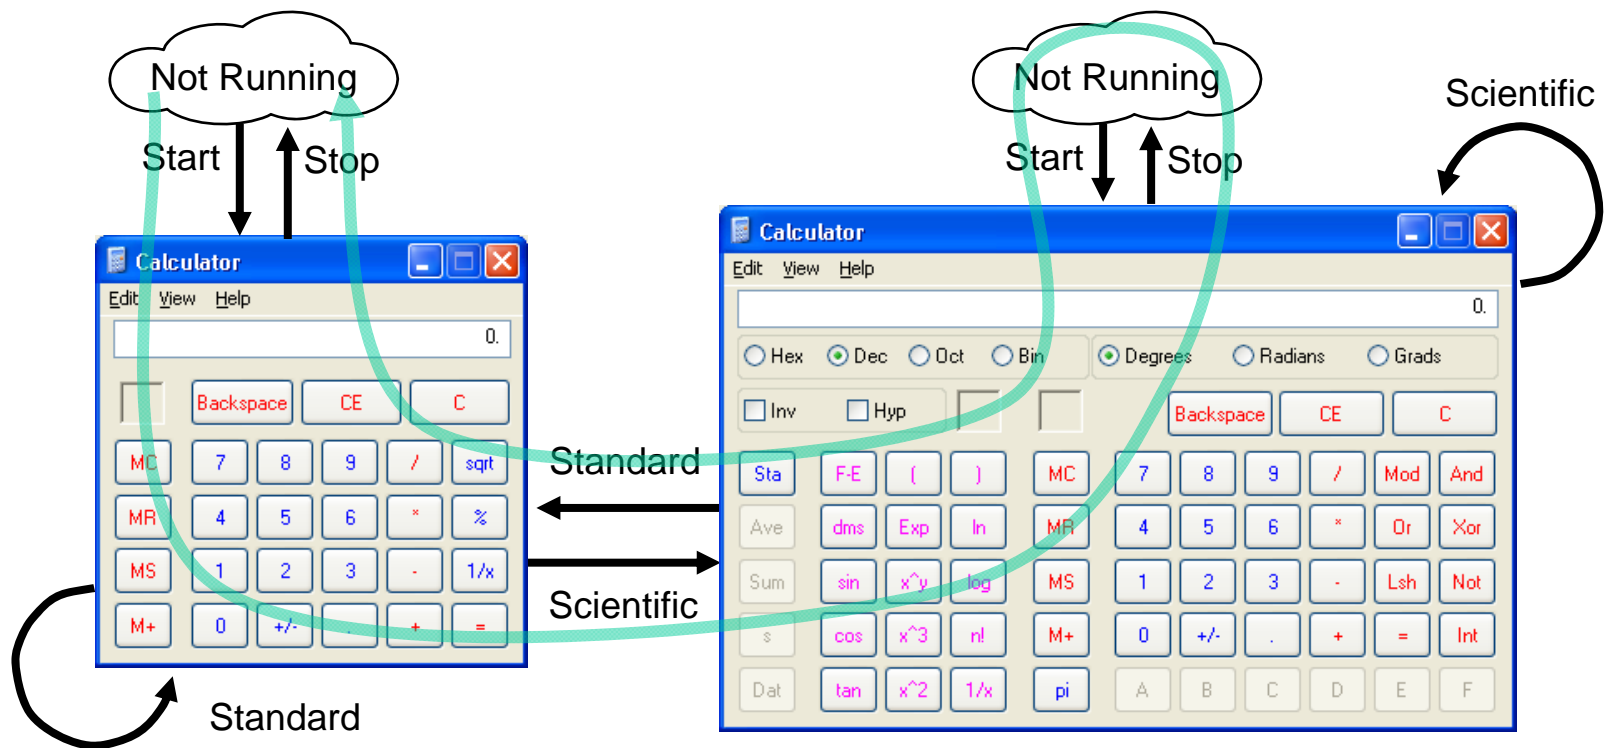 Not Running
Start
Stop
Calculator
Edit View Help
0.
Backspace CE C
MC 7 8 9 / sqrt
MR 4 5 6 * %
MS 1 2 3 - 1/x
M+ 0 +/- . + =
Standard
Standard
Scientific
Not Running
Start
Stop
Scientific
Calculator
Edit View Help
0.
Hex Dec Oct Bin Degrees Radians Grads
Inv Hyp Backspace CE C
Sta F-E ( ) MC 7 8 9 / Mod And
Ave dms Exp ln MR 4 5 6 * Or Xor
Sum sin x^y log MS 1 2 3 - Lsh Not
s cos x^3 n! M+ 0 +/- . + = Int
Dat tan x^2 1/x pi A B C D E F